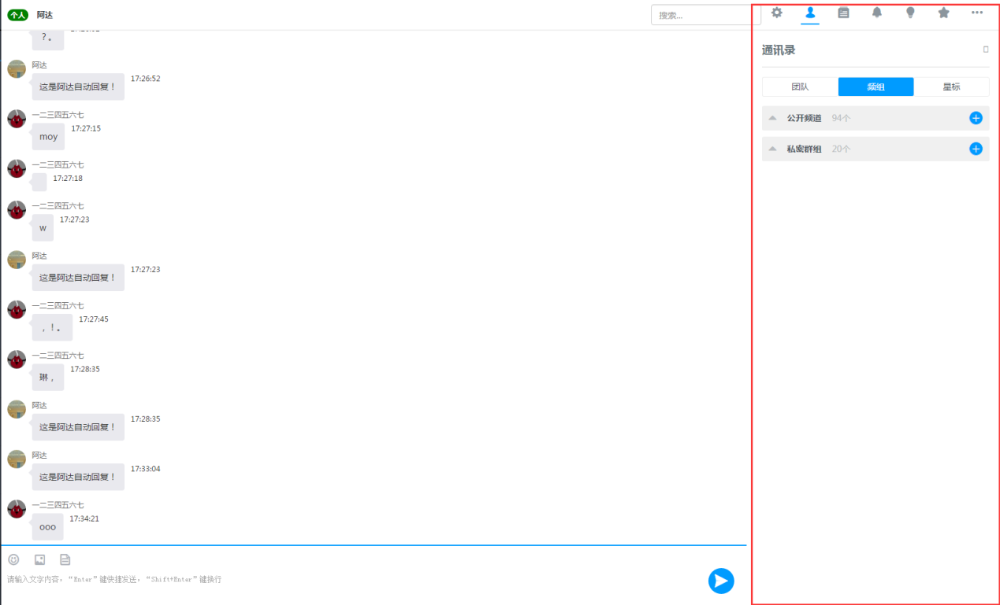 个人 阿达
搜索...
?。
阿达
这是阿达自动回复！
17:26:52
一二三四五六七
moy
17:27:15
一二三四五六七
17:27:18
一二三四五六七
w
17:27:23
阿达
这是阿达自动回复！
17:27:23
一二三四五六七
，！。
17:27:45
一二三四五六七
琳，
17:28:35
阿达
这是阿达自动回复！
17:28:35
阿达
这是阿达自动回复！
17:33:04
一二三四五六七
ooo
17:34:21
请输入文字内容，“Enter”键快捷发送，“Shift+Enter”键换行
通讯录
团队 频组 星标
公开频道 94个
私密群组 20个